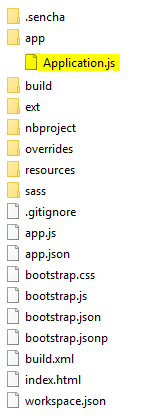 .sencha
app
Application.js
build
ext
nbproject
overrides
resources
sass
.gitignore
app.js
app.json
bootstrap.css
bootstrap.js
bootstrap.json
bootstrap.jsonp
build.xml
index.html
workspace.json